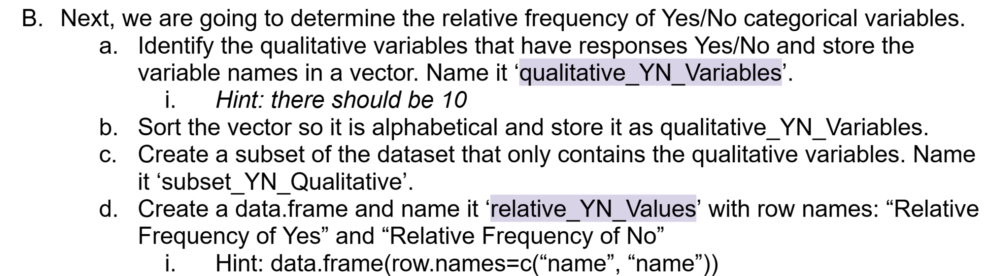 B. Next, we are going to determine the relative frequency of Yes/No categorical variables.
a. Identify the qualitative variables that have responses Yes/No and store the
variable names in a vector. Name it ‘qualitative_YN_Variables’.
i. Hint: there should be 10
b. Sort the vector so it is alphabetical and store it as qualitative_YN_Variables.
c. Create a subset of the dataset that only contains the qualitative variables. Name
it ‘subset_YN_Qualitative’.
d. Create a data.frame and name it ‘relative_YN_Values’ with row names: “Relative
Frequency of Yes” and “Relative Frequency of No”
i. Hint: data.frame(row.names=c(“name”, “name”))